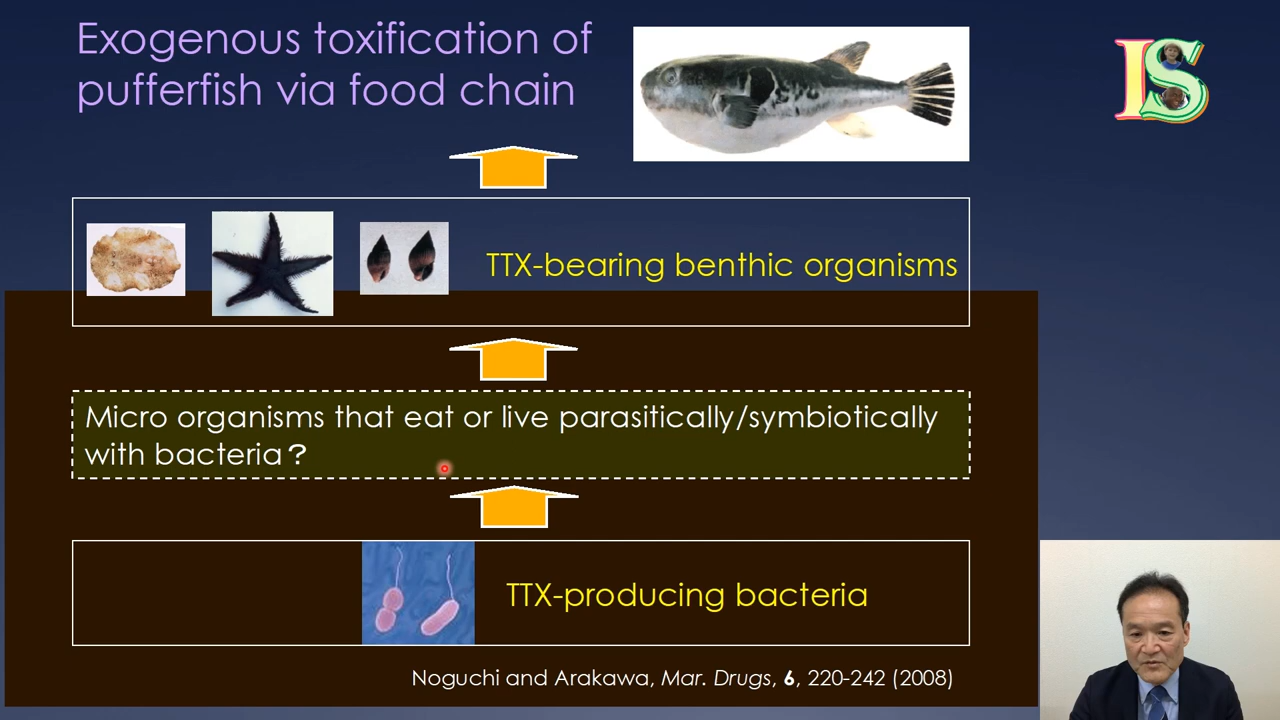 Exogenous toxification of
pufferfish via food chain
IS
TTX-bearing benthic organisms
Micro organisms that eat or live parasitically/symbiotically
with bacteria？
TTX-producing bacteria
Noguchi and Arakawa, Mar. Drugs, 6, 220-242 (2008)